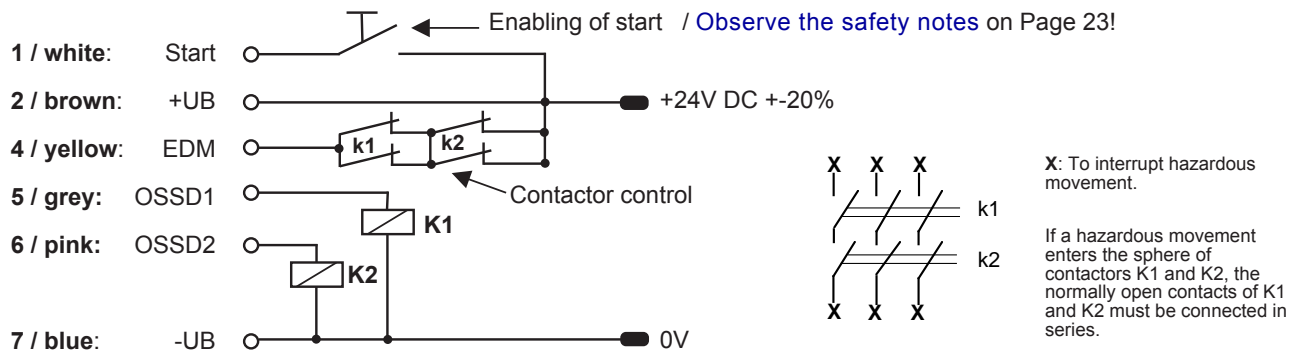 Enabling of start / Observe the safety notes on Page 23!
1 / white: Start
2 / brown: +UB
+24V DC +-20%
4 / yellow: EDM
k1
k2
Contactor control
5 / grey: OSSD1
K1
6 / pink: OSSD2
K2
7 / blue: -UB
0V
X X X
k1
k2
X X X
X: To interrupt hazardous
movement.
If a hazardous movement
enters the sphere of
contactors K1 and K2, the
normally open contacts of K1
and K2 must be connected in
series.